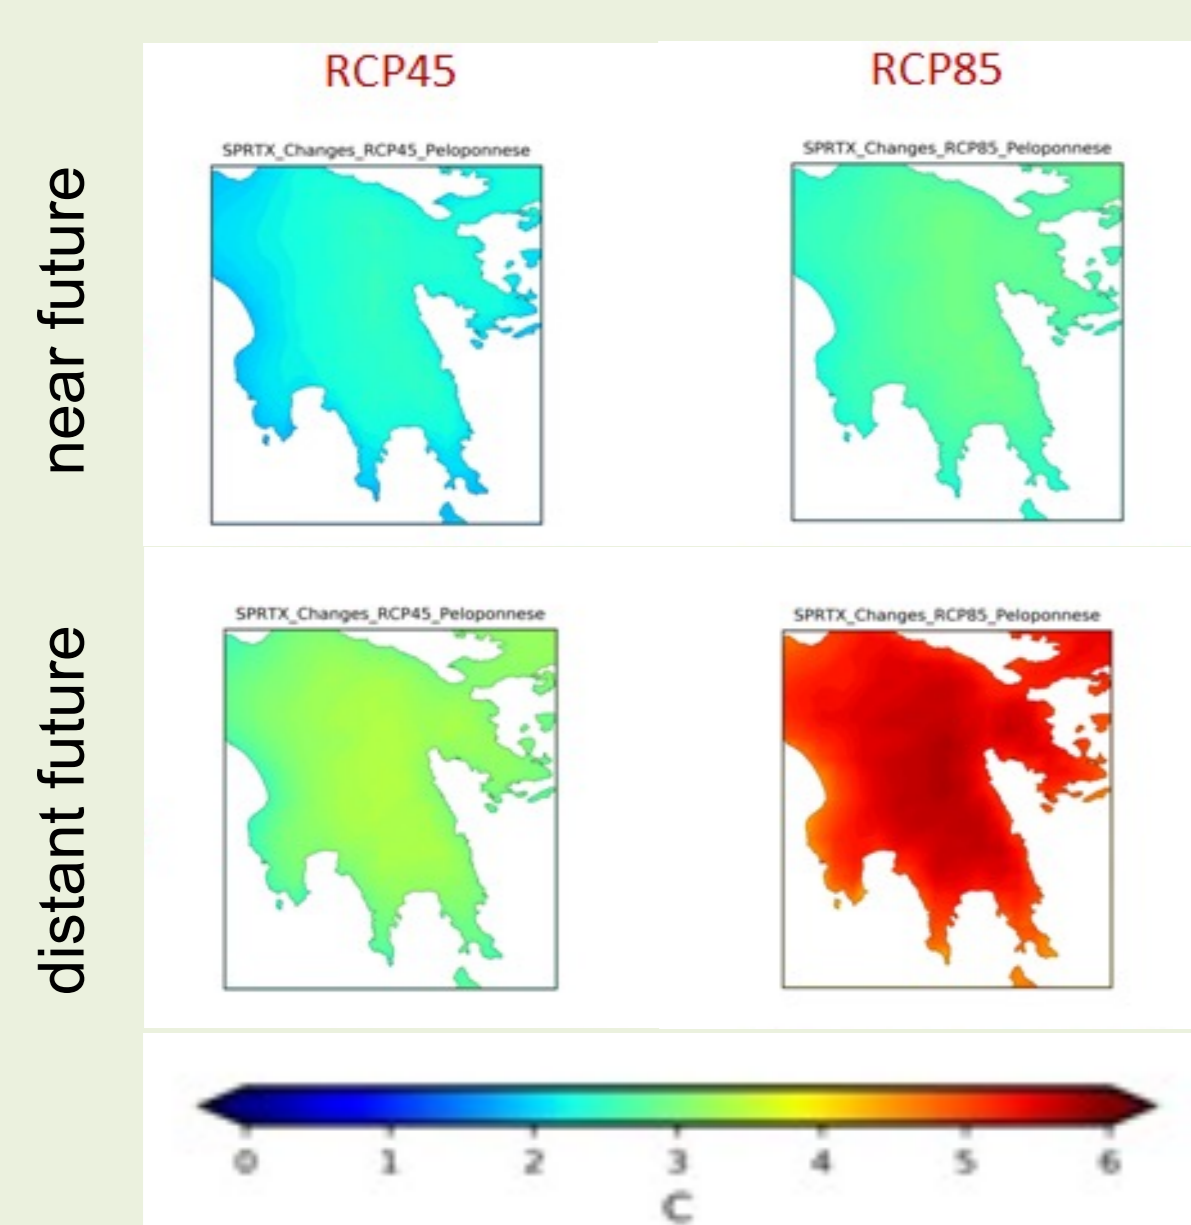 RCP45
RCP85
near future
SPRTX_Changes_RCP45_Peloponnese
SPRTX_Changes_RCP85_Peloponnese
distant future
SPRTX_Changes_RCP45_Peloponnese
SPRTX_Changes_RCP85_Peloponnese
0 1 2 3 4 5 6
C